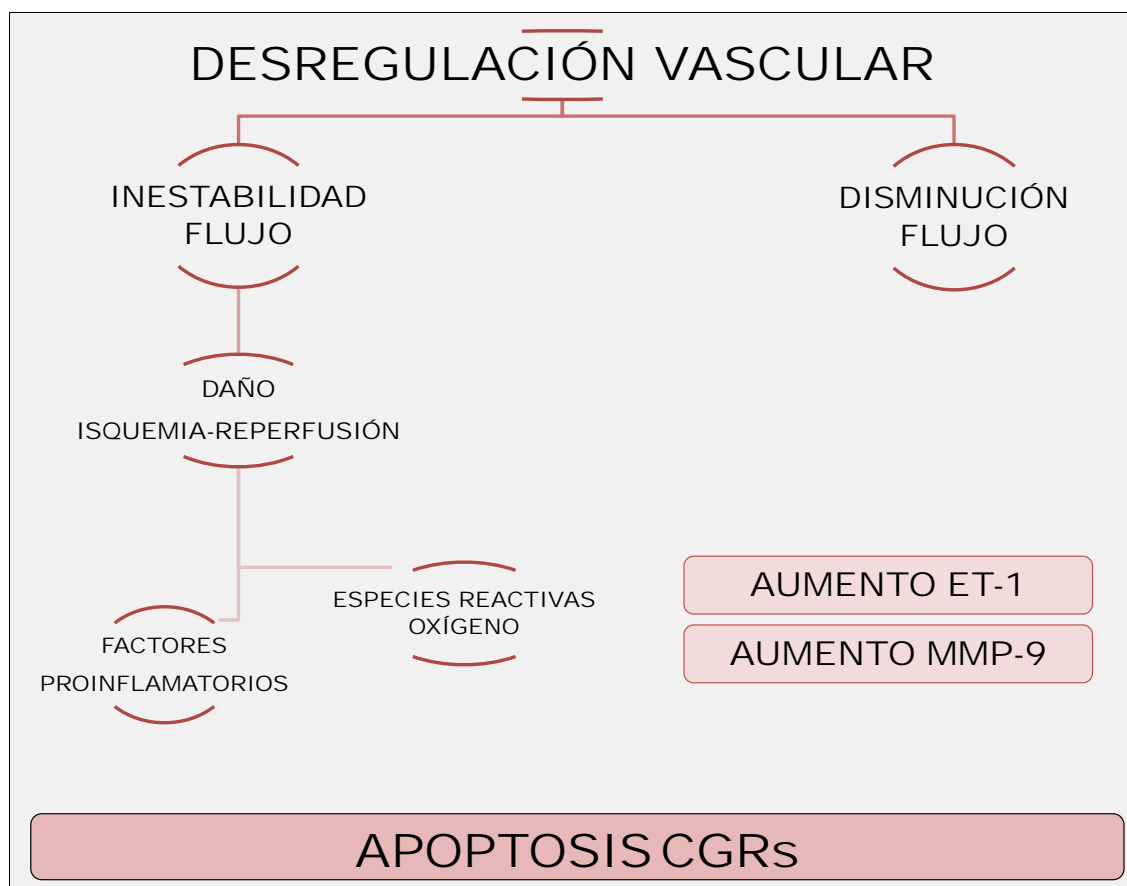 DESREGULACIÓN VASCULAR
INESTABILIDAD
FLUJO
DISMINUCIÓN
FLUJO
DAÑO
ISQUEMIA-REPERFUSIÓN
ESPECIES REACTIVAS
OXÍGENO
FACTORES
PROINFLAMATORIOS
AUMENTO ET-1
AUMENTO MMP-9
APOPTOSIS CGRs